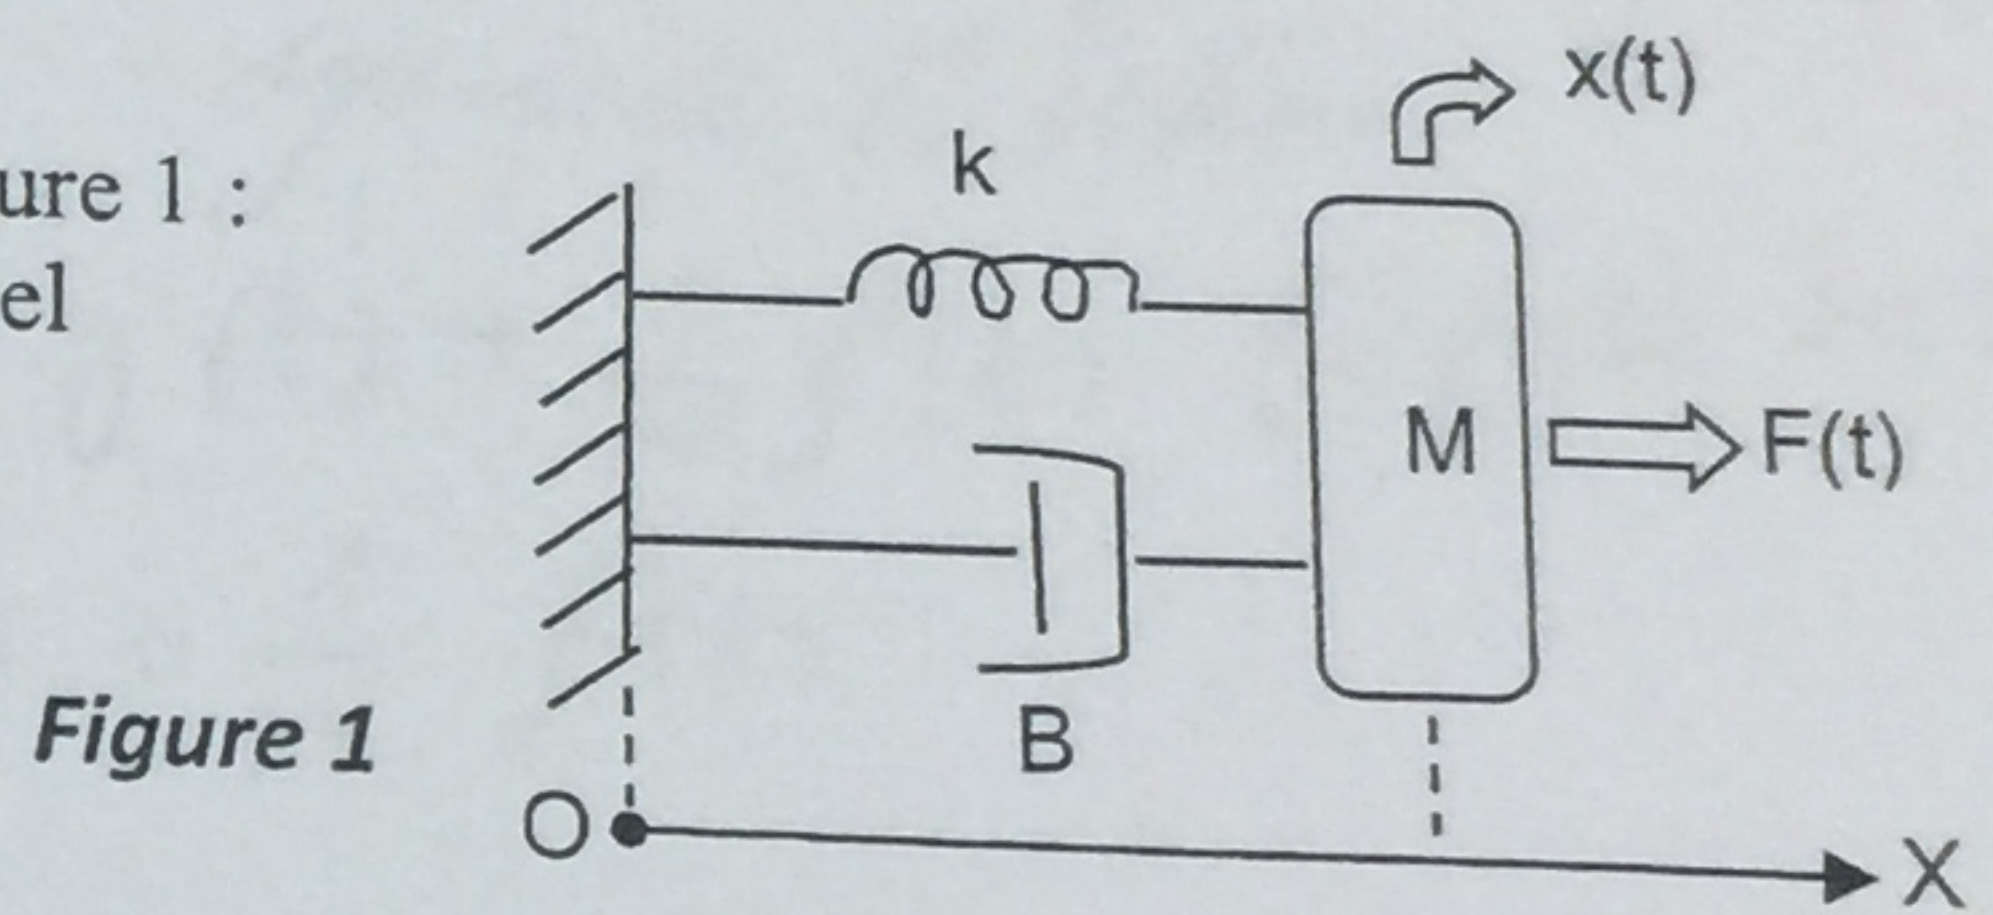 x(t)
k
ure 1 :
el
M
F(t)
B
Figure 1
O
X